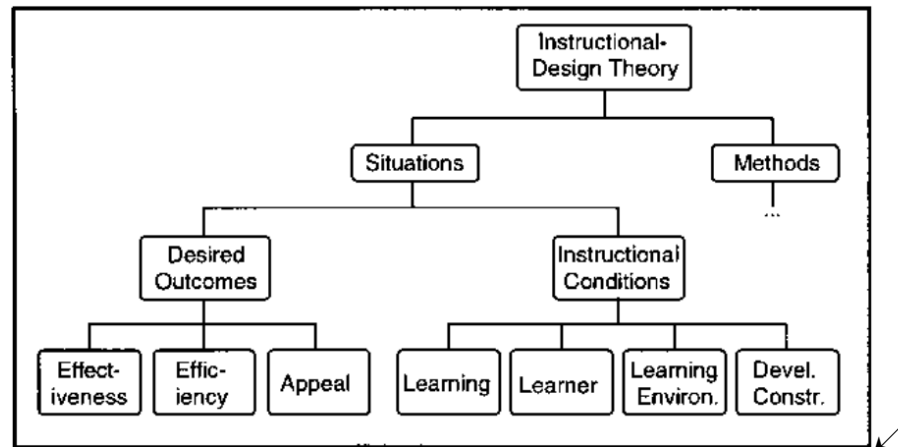 Instructional-
Design Theory
Situations
Methods
...
Desired
Outcomes
Instructional
Conditions
Effect-
iveness
Effic-
iency
Appeal
Learning
Learner
Learning
Environ.
Devel.
Constr.